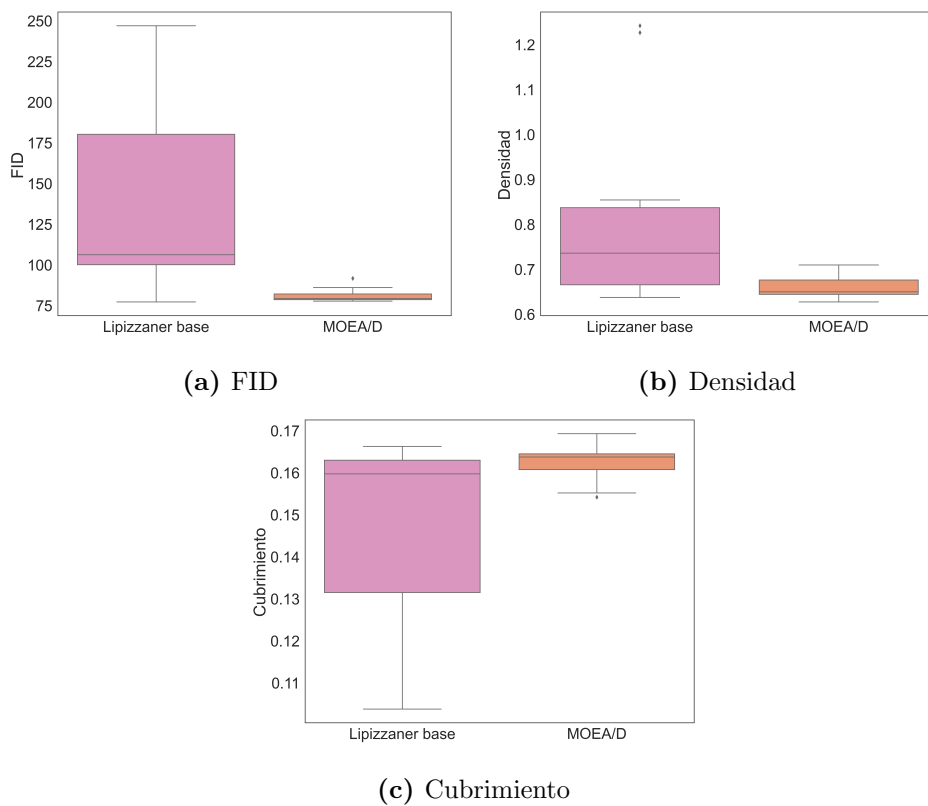 FID
250
225
200
175
150
125
100
75
Lipizzaner base MOEA/D
(a) FID
Densidad
1.2
1.1
1.0
0.9
0.8
0.7
0.6
Lipizzaner base MOEA/D
(b) Densidad
Cubrimiento
0.17
0.16
0.15
0.14
0.13
0.12
0.11
Lipizzaner base MOEA/D
(c) Cubrimiento